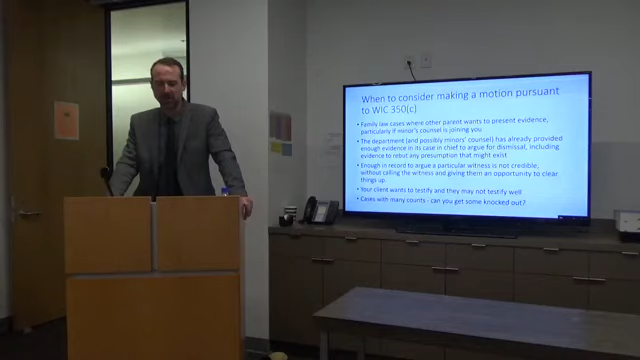 When to consider making a motion pursuant
to WIC 350(c)
• Family law cases where other parent wants to present evidence,
particularly if minor's counsel is joining you
• The department (and possibly minors' counsel) has already provided
enough evidence in its case in chief to argue for dismissal, including
evidence to rebut any presumption that might exist
• Enough in record to argue a particular witness is not credible,
without calling the witness and giving them an opportunity to clear
things up.
• Your client wants to testify and they may not testify well
• Cases with many counts - can you get some knocked out?